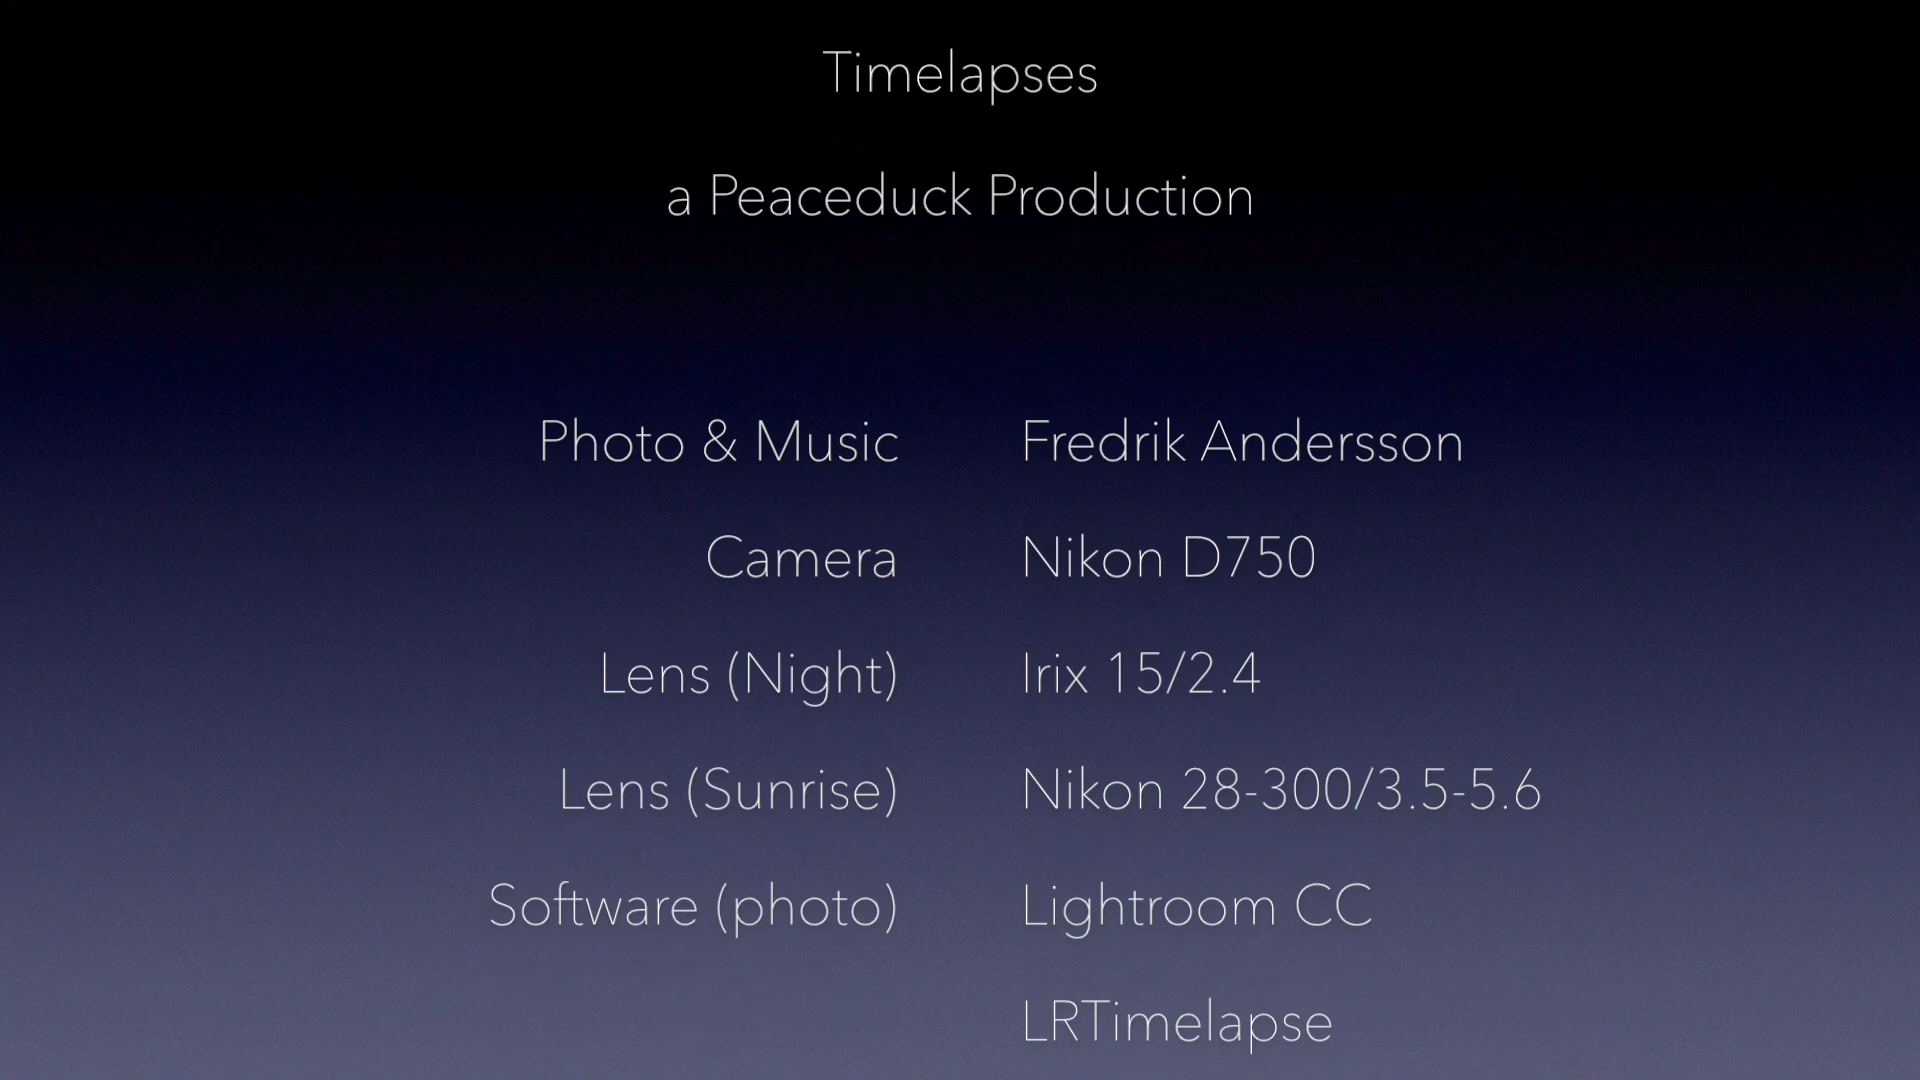 Timelapses
a Peaceduck Production
Photo & Music Fredrik Andersson
Camera Nikon D750
Lens (Night) Irix 15/2.4
Lens (Sunrise) Nikon 28-300/3.5-5.6
Software (photo) Lightroom CC
LRTimelapse